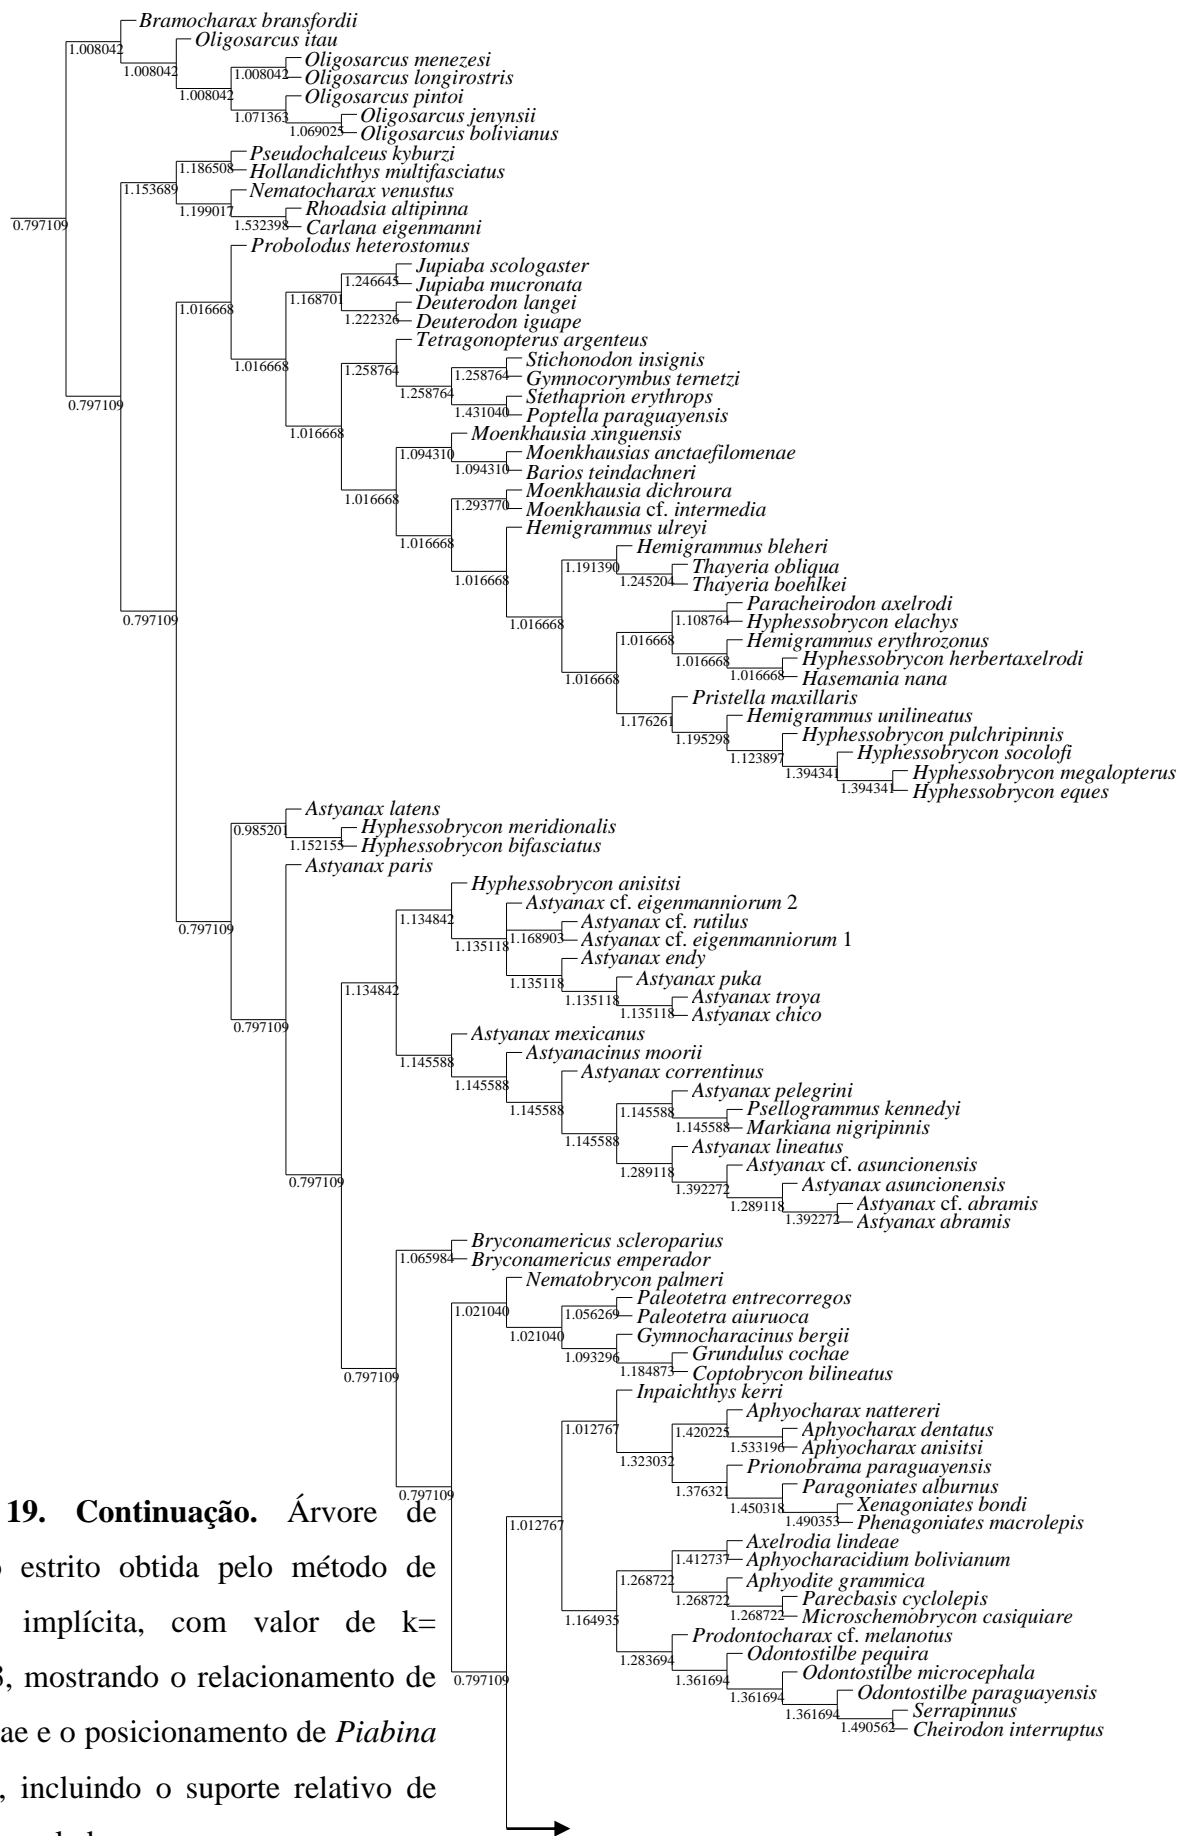 Bramocharax bransfordii
1.008042
Oligosarcus itau
1.008042
Oligosarcus menezesi
1.008042
Oligosarcus longirostris
1.008042
Oligosarcus pintoi
1.071363
Oligosarcus jenynsii
1.069025
Oligosarcus bolivianus
Pseudochalceus kyburzi
1.186508
Hollandichthys multifasciatus
1.153689
Nematocharax venustus
1.199017
Rhoadsia altipinna
0.797109
1.532398
Carlana eigenmanni
Probolodus heterostomus
Jupiaba scologaster
1.246645
Jupiaba mucronata
1.168701
Deuterodon langei
1.016668
1.222326
Deuterodon iguape
Tetragonopterus argenteus
1.016668
1.258764
Stichonodon insignis
1.258764
Gymnocorymbus ternetzi
1.258764
Stethaprion erythrops
0.797109
1.431040
Poptella paraguayensis
1.016668
Moenkhausia xinguensis
1.094310
Moenkhausias anctaefilomenae
1.094310
Barios teindachneri
Moenkhausia dichroura
1.016668
1.293770
Moenkhausia cf. intermedia
Hemigrammus ulreyi
1.016668
Hemigrammus bleheri
1.191390
Thayeria obliqua
1.016668
1.245204
Thayeria boehlkei
Paracheirodon axelrodi
0.797109
1.108764
Hyphessobrycon elachys
1.016668
1.016668
Hemigrammus erythrozonus
1.016668
Hyphessobrycon herbertaxelrodi
1.016668
1.016668
Hasemania nana
Pristella maxillaris
1.176261
Hemigrammus unilineatus
1.195298
Hyphessobrycon pulchripinnis
1.123897
Hyphessobrycon socolofi
1.394341
Hyphessobrycon megalopterus
1.394341
Hyphessobrycon eques
Astyanax latens
0.985201
Hyphessobrycon meridionalis
1.152155
Hyphessobrycon bifasciatus
Astyanax paris
Hyphessobrycon anisitsi
Astyanax cf. eigenmanniorum 2
1.134842
Astyanax cf. rutilus
0.797109
1.135118
1.168903
Astyanax cf. eigenmanniorum 1
Astyanax endy
1.135118
Astyanax puka
1.134842
1.135118
Astyanax troya
1.135118
Astyanax chico
0.797109
Astyanax mexicanus
1.145588
Astyanacinus moorii
1.145588
Astyanax correntinus
1.145588
Astyanax pelegrini
1.145588
Psellogrammus kennedyi
1.145588
1.145588
Markiana nigripinnis
Astyanax lineatus
1.289118
Astyanax cf. asuncionensis
0.797109
1.392272
Astyanax asuncionensis
1.289118
Astyanax cf. abramis
1.392272
Astyanax abramis
Bryconamericus scleroparius
1.065984
Bryconamericus emperador
Nematobrycon palmeri
Paleotetra entrecorregos
1.021040
1.056269
Paleotetra aiuruoca
1.021040
Gymnocharacinus bergii
1.093296
Grundulus cochae
0.797109
1.184873
Coptobrycon bilineatus
Inpaichthys kerri
Aphyocharax nattereri
1.012767
1.420225
Aphyocharax dentatus
1.533196
Aphyocharax anisitsi
1.323032
Prionobrama paraguayensis
1.376321
Paragoniates alburnus
0.797109
1.450318
Xenagoniates bondi
1.490353
Phenagoniates macrolepis
1.012767
Axelrodia lindeae
1.412737
Aphyocharacidium bolivianum
1.268722
Aphyodite grammica
1.268722
Parecbasis cyclolepis
1.268722
Microschemobrycon casiquiare
1.164935
Prodontocharax cf. melanotus
1.283694
Odontostilbe pequira
1.361694
Odontostilbe microcephala
0.797109
1.361694
Odontostilbe paraguayensis
1.361694
Serrapinnus
1.490562
Cheirodon interruptus
19. Continuação. Árvore de
o estrito obtida pelo método de
implícita, com valor de k=
3, mostrando o relacionamento de
ae e o posicionamento de Piabina
, incluindo o suporte relativo de